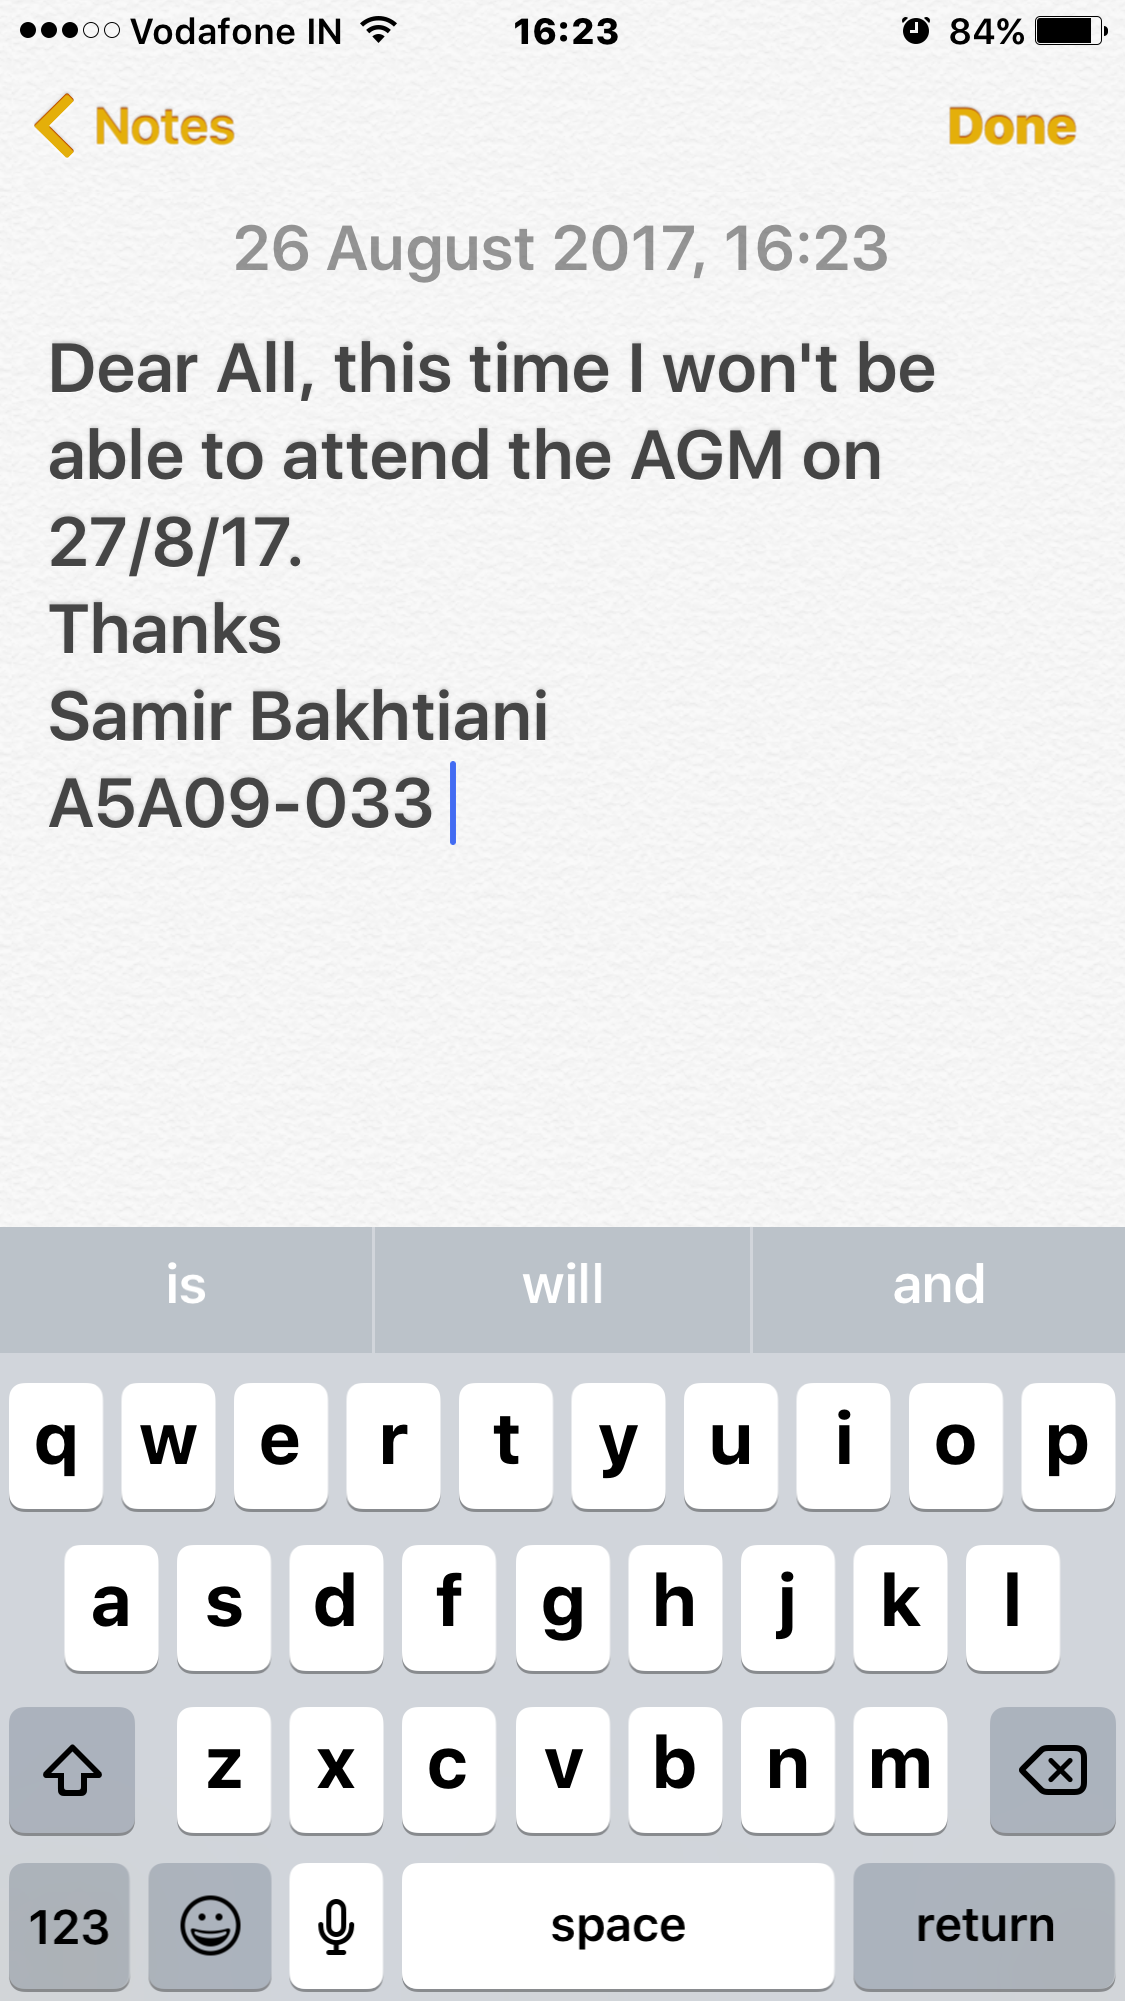 Vodafone IN 16:23 84%
Notes Done
26 August 2017, 16:23
Dear All, this time I won't be
able to attend the AGM on
27/8/17.
Thanks
Samir Bakhtiani
A5A09-033
is will and
q w e r t y u i o p
a s d f g h j k l
z x c v b n m
123 space return